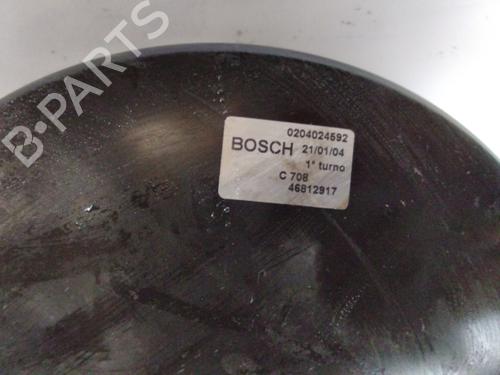 B-PARTS
0204024592
BOSCH 21/01/04
1° turno
C 708
46812917